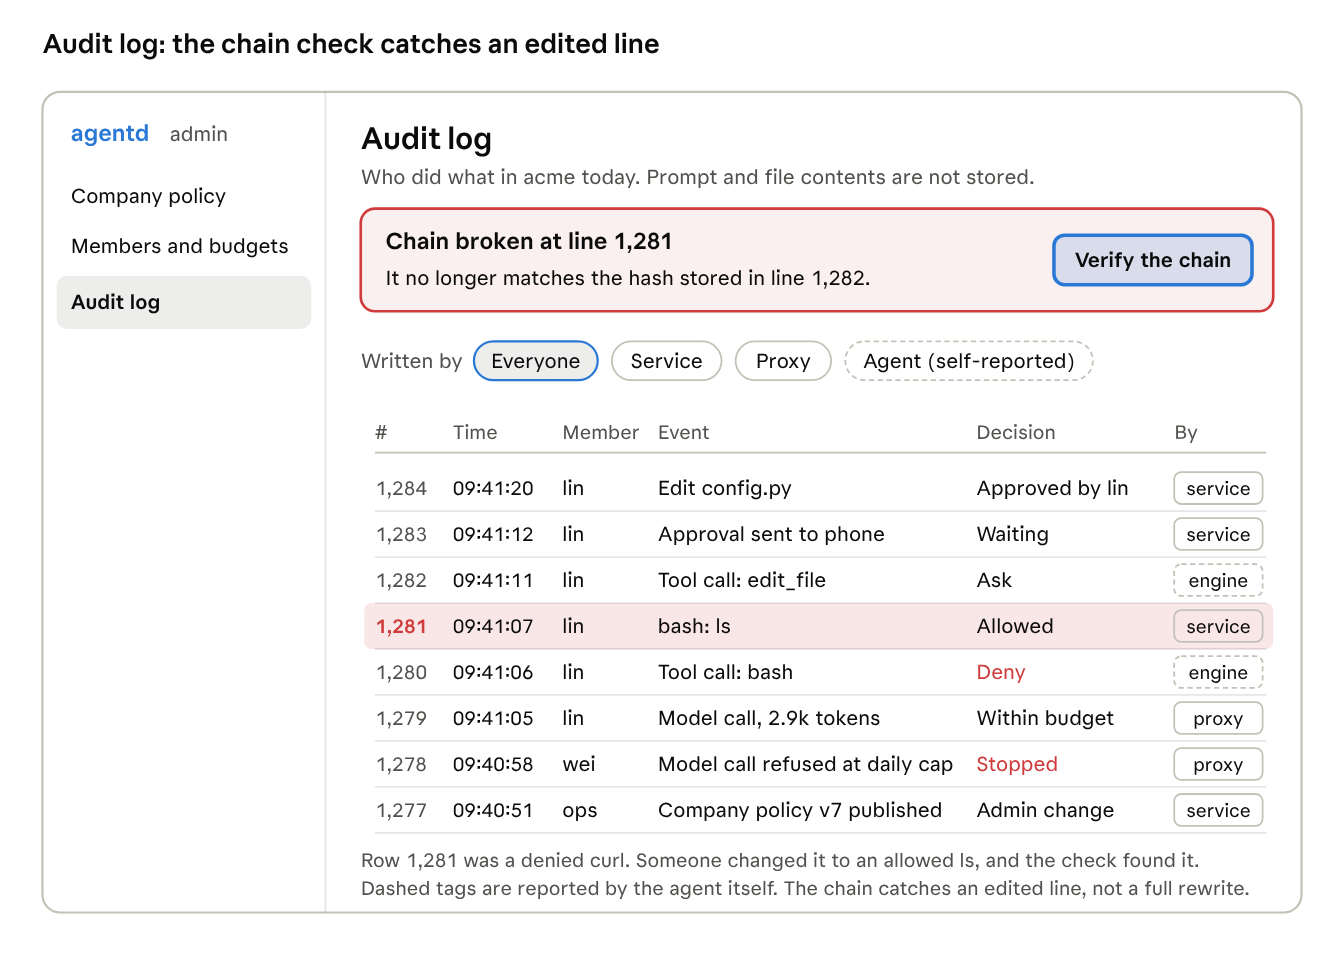 Audit log: the chain check catches an edited line
agentd admin
Company policy
Members and budgets
Audit log
Audit log
Who did what in acme today. Prompt and file contents are not stored.
Chain broken at line 1,281
It no longer matches the hash stored in line 1,282.
Verify the chain
Written by Everyone Service Proxy Agent (self-reported)
# Time Member Event Decision By
1,284 09:41:20 lin Edit config.py Approved by lin service
1,283 09:41:12 lin Approval sent to phone Waiting service
1,282 09:41:11 lin Tool call: edit_file Ask engine
1,281 09:41:07 lin bash: ls Allowed service
1,280 09:41:06 lin Tool call: bash Deny engine
1,279 09:41:05 lin Model call, 2.9k tokens Within budget proxy
1,278 09:40:58 wei Model call refused at daily cap Stopped proxy
1,277 09:40:51 ops Company policy v7 published Admin change service
Row 1,281 was a denied curl. Someone changed it to an allowed ls, and the check found it.
Dashed tags are reported by the agent itself. The chain catches an edited line, not a full rewrite.